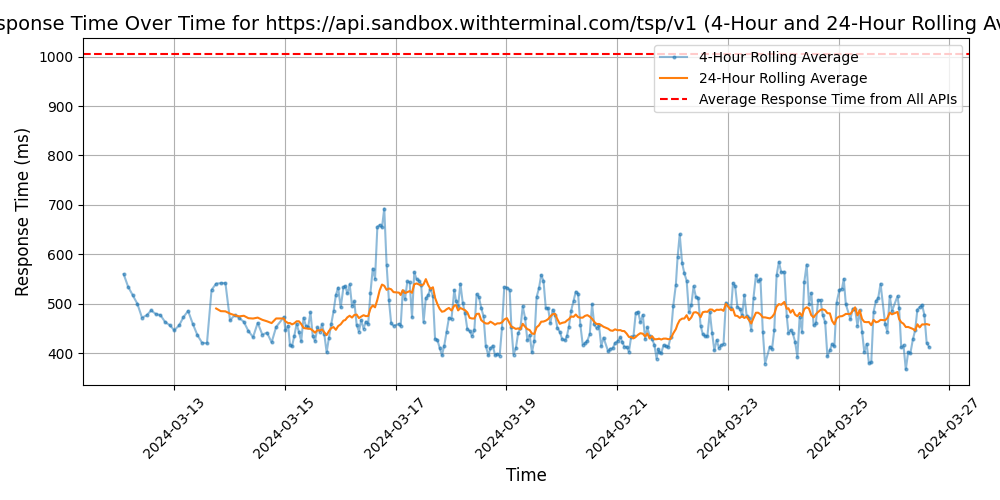 sponse Time Over Time for https://api.sandbox.withterminal.com/tsp/v1 (4-Hour and 24-Hour Rolling Av
4-Hour Rolling Average
24-Hour Rolling Average
Average Response Time from All APIs
Response Time (ms)
1000
900
800
700
600
500
400
2024-03-13
2024-03-15
2024-03-17
2024-03-19
2024-03-21
2024-03-23
2024-03-25
2024-03-27
Time